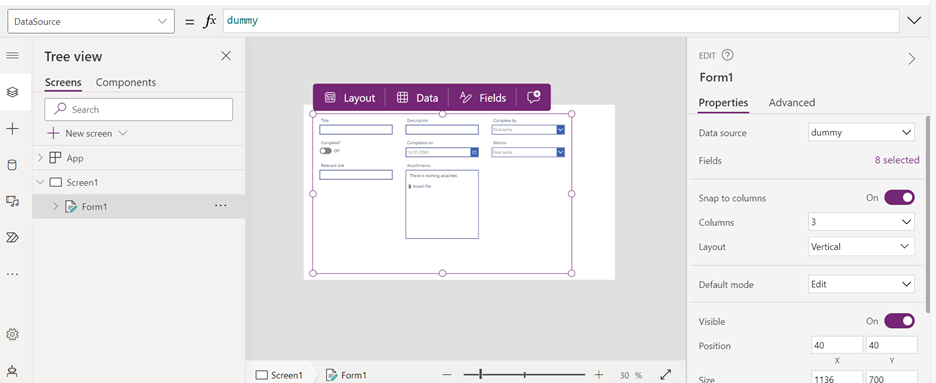 DataSource = fx dummy
Tree view
Screens Components
Search
New screen
App
Screen1
Form1 ...
Layout Data Fields
Title Description Complete by
Find items
Complete? Completed on Mentor
Off 12/31/2001 Find items
Relevant link Attachments
There is nothing attached.
Attach file
Screen1 Form1 30 %
EDIT ?
Form1
Properties Advanced
Data source dummy
Fields 8 selected
Snap to columns On
Columns 3
Layout Vertical
Default mode Edit
Visible On
Position 40 40
X Y
Size 1136 700